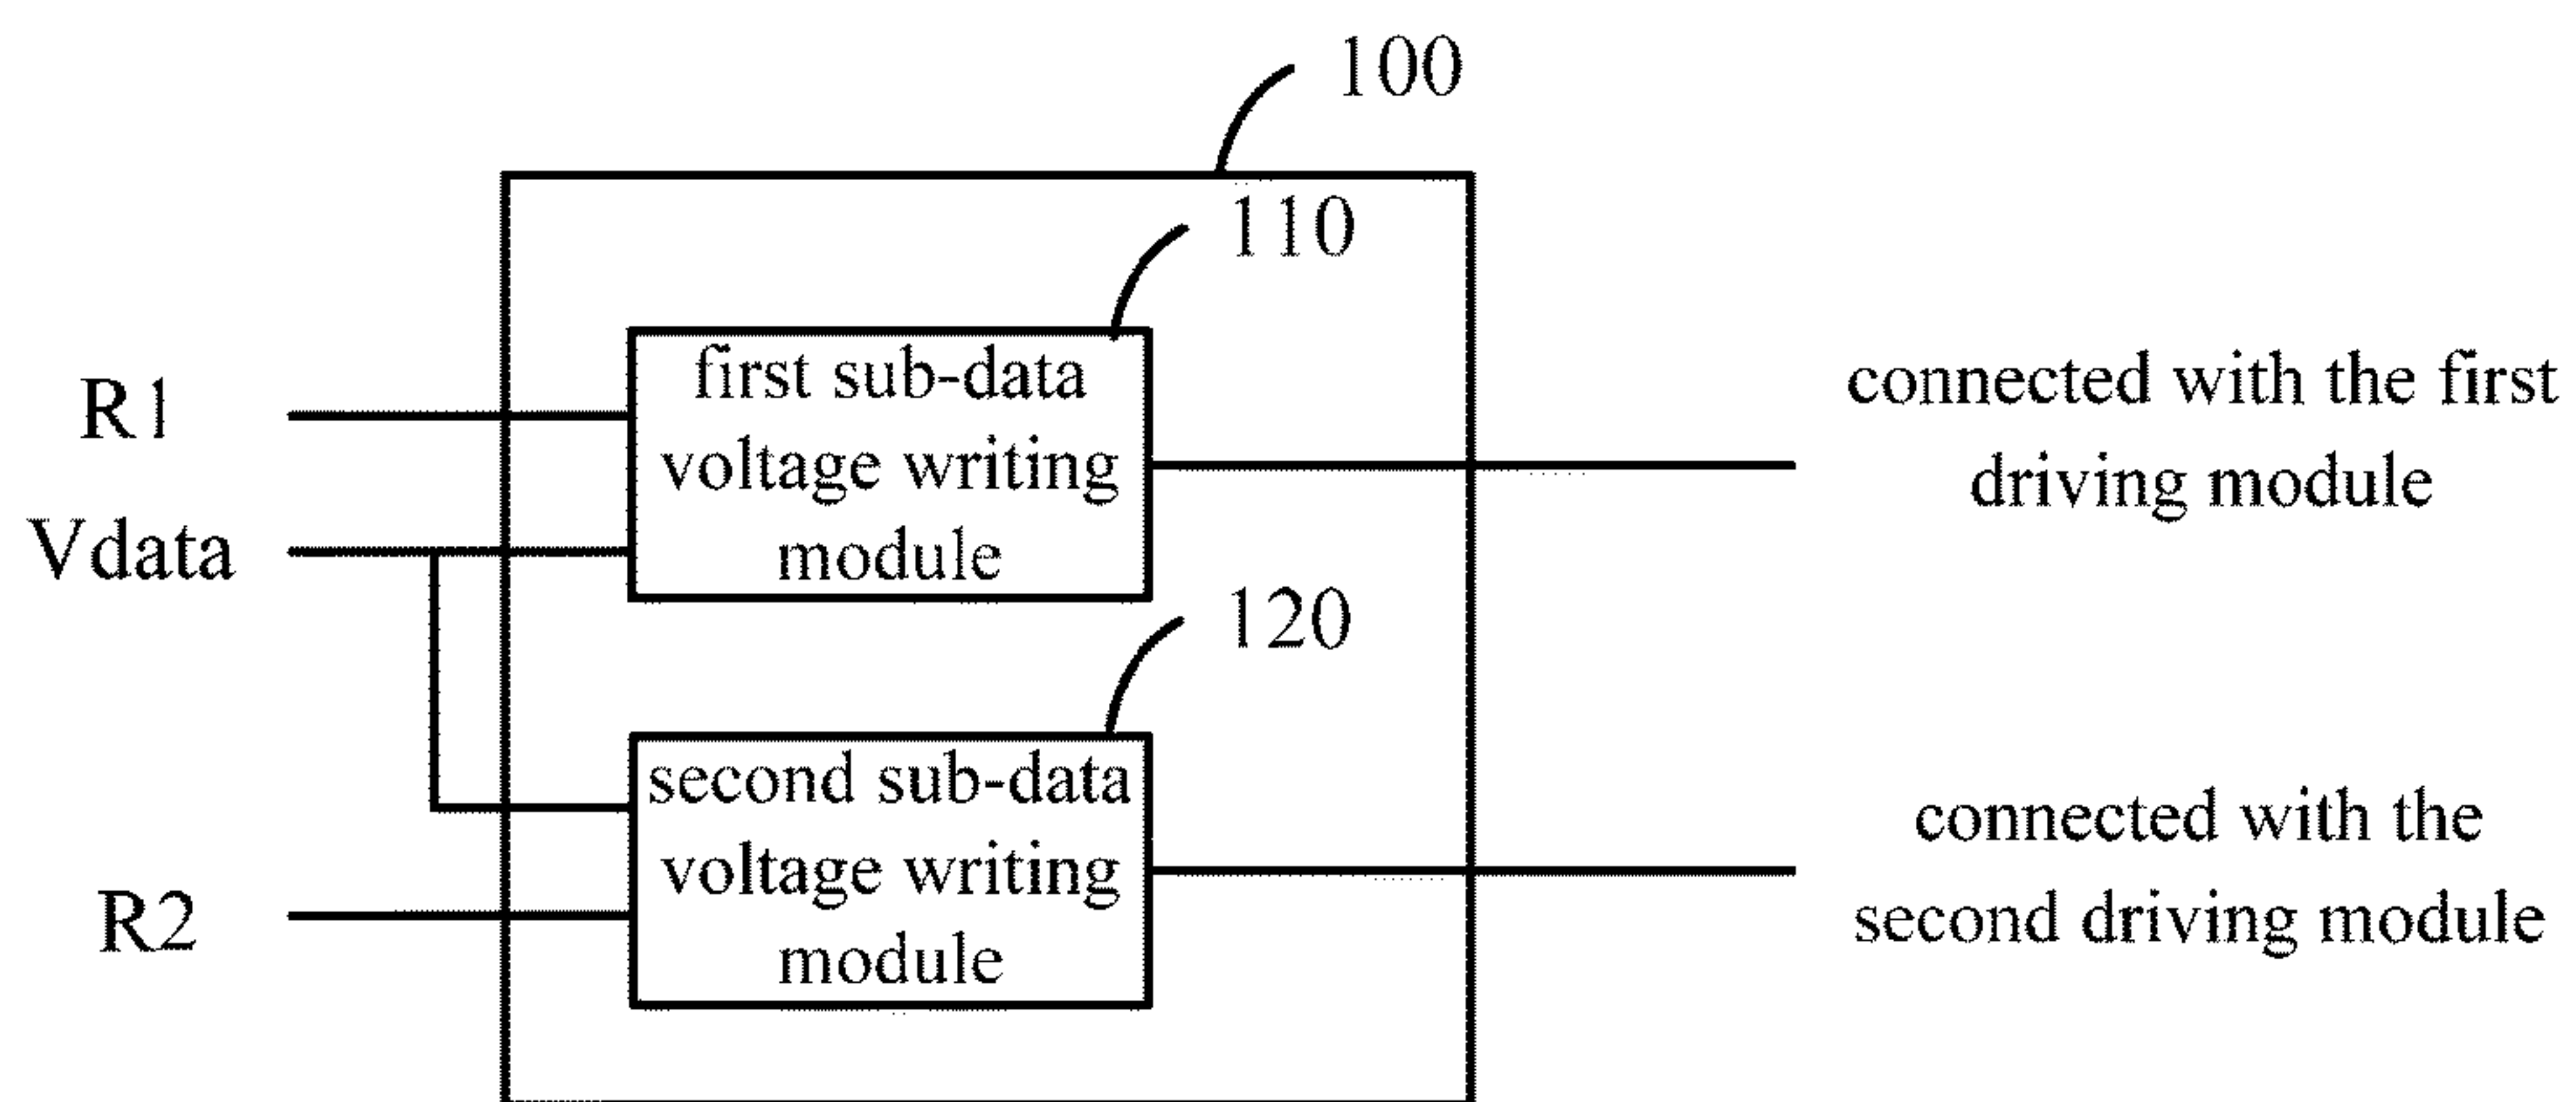 100
110
first sub-data
voltage writing
module
R1
Vdata
connected with the first
driving module
120
second sub-data
voltage writing
module
R2
connected with the
second driving module